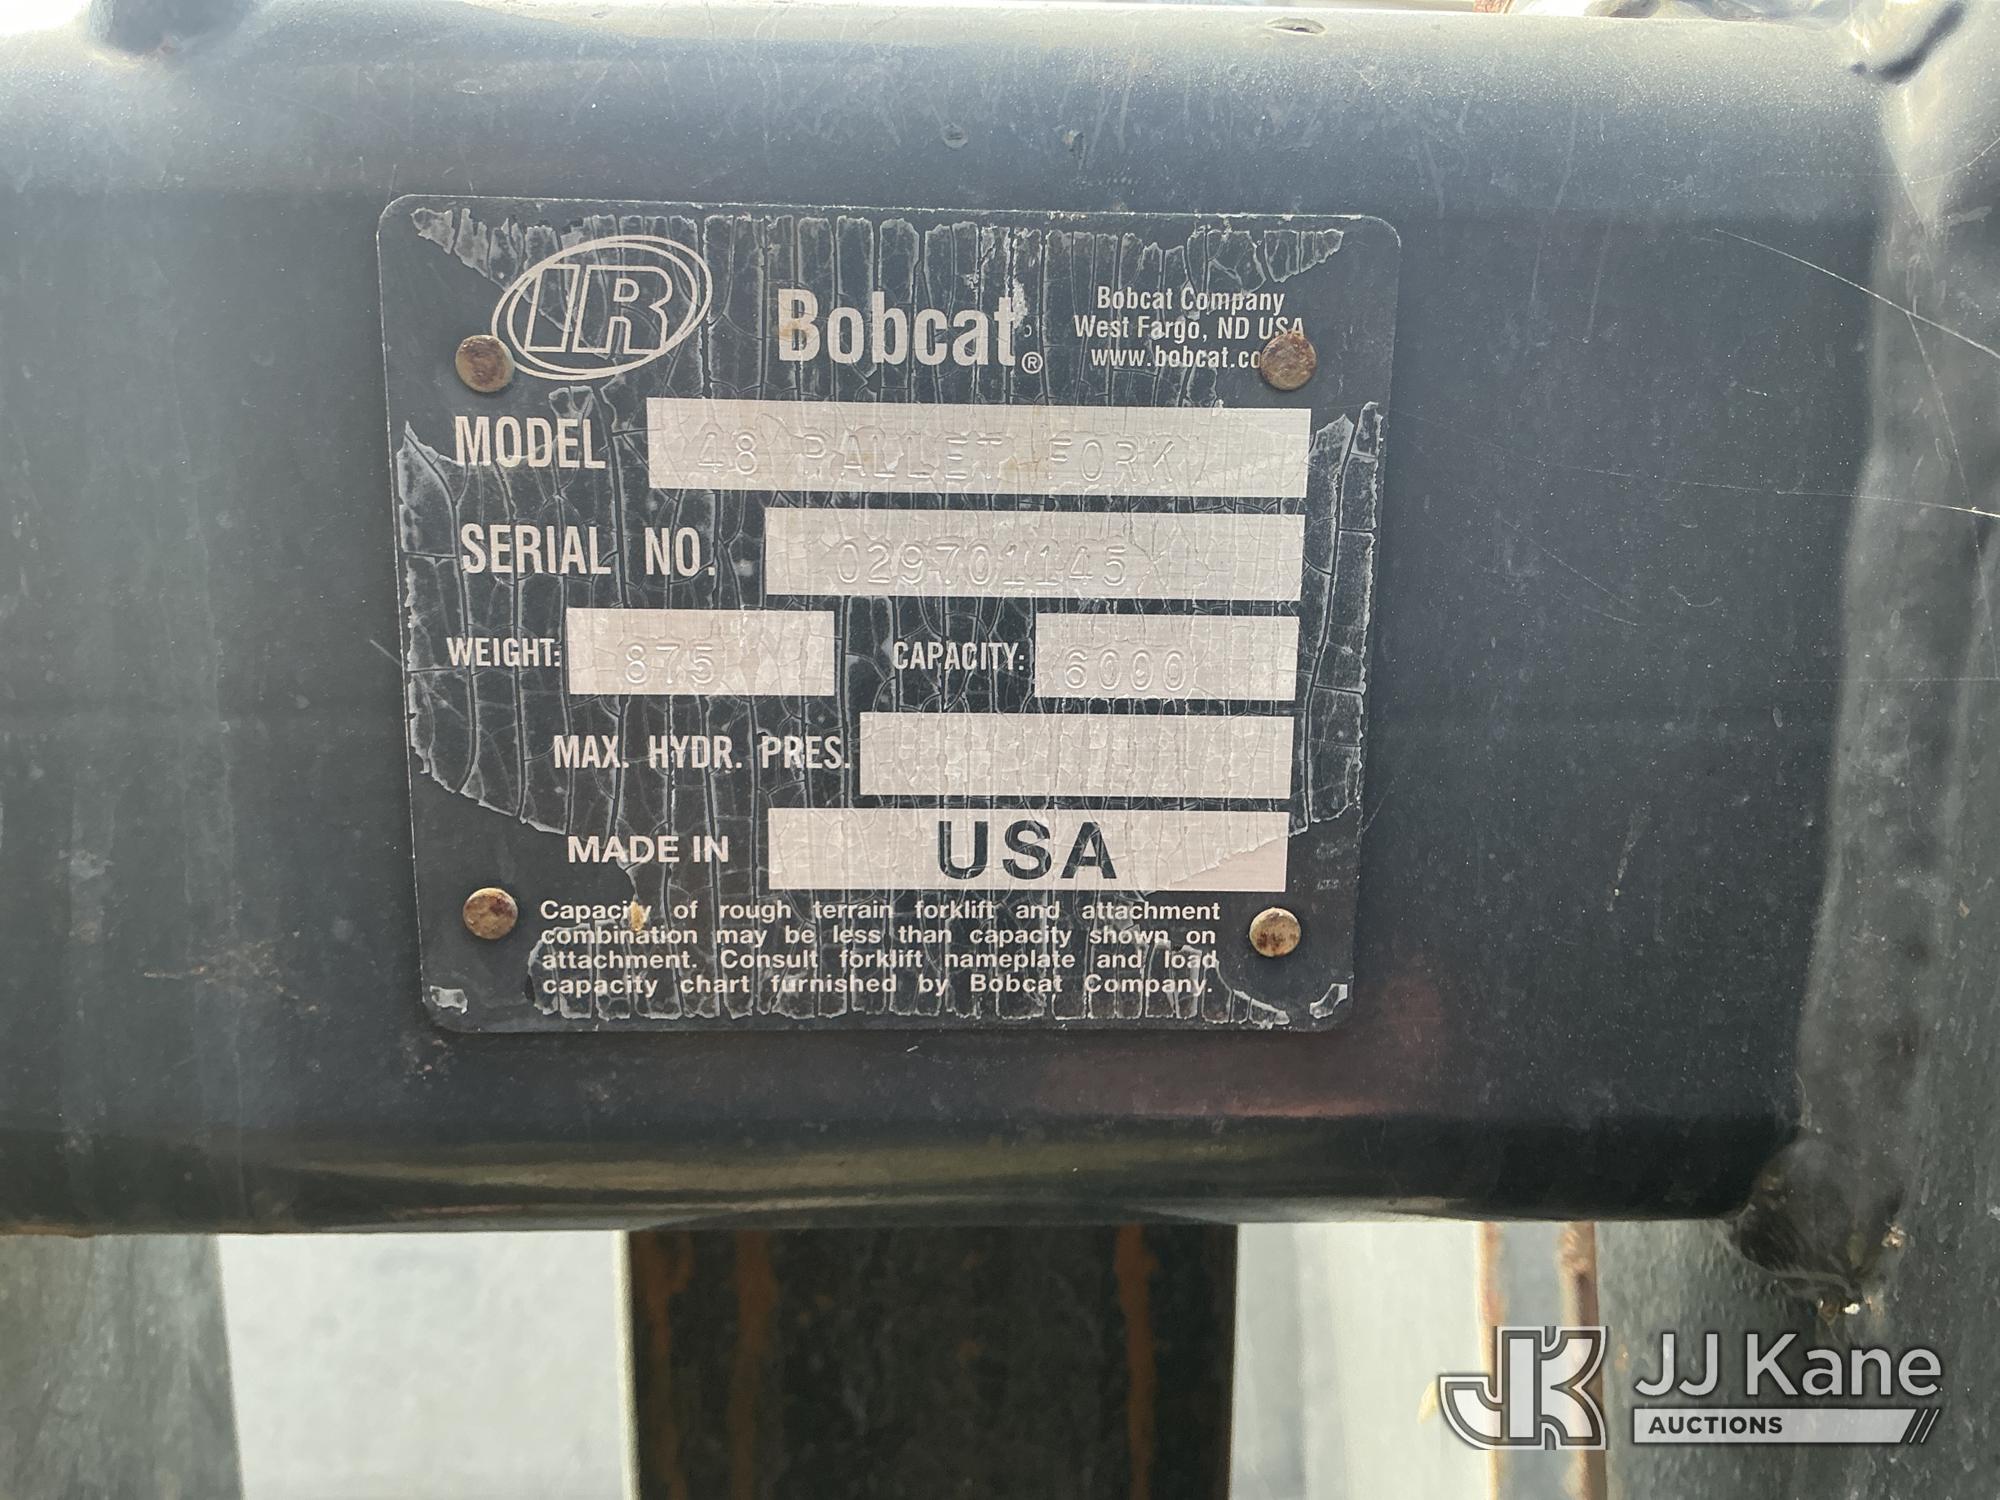 IR
Bobcat®
Bobcat Company
West Fargo, ND USA
www.bobcat.co
MODEL 48 PALLET FORK
SERIAL NO. 029701145
WEIGHT: 875 CAPACITY: 6000
MAX. HYDR. PRES.
MADE IN USA
Capacity of rough terrain forklift and attachment
combination may be less than capacity shown on
attachment. Consult forklift nameplate and load
capacity chart furnished by Bobcat Company.
JK JJ Kane
AUCTIONS